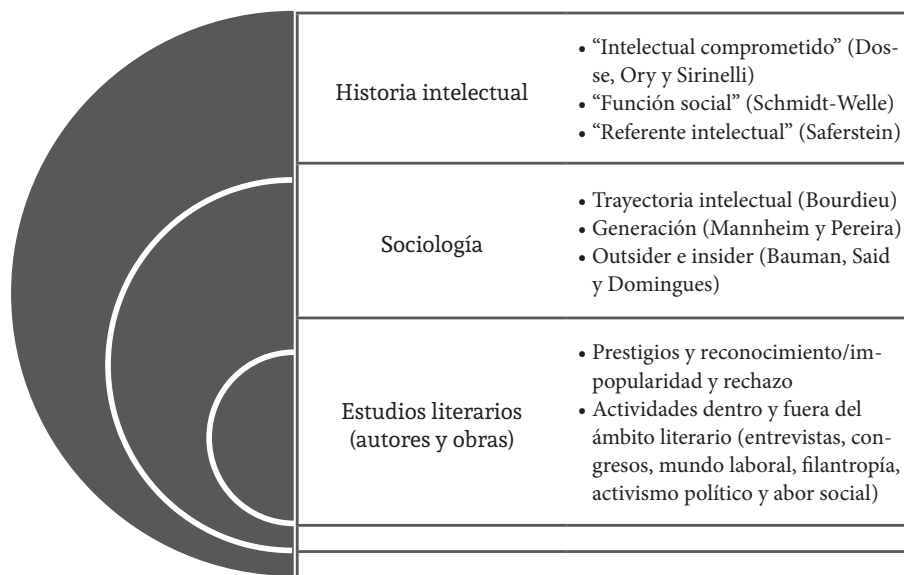 Historia intelectual
• “Intelectual comprometido” (Dos-
se, Ory y Sirinelli)
• “Función social” (Schmidt-Welle)
• “Referente intelectual” (Saferstein)
Sociología
• Trayectoria intelectual (Bourdieu)
• Generación (Mannheim y Pereira)
• Outsider e insider (Bauman, Said
y Domingues)
Estudios literarios
(autores y obras)
• Prestigios y reconocimiento/im-
popularidad y rechazo
• Actividades dentro y fuera del
ámbito literario (entrevistas, con-
gresos, mundo laboral, filantropía,
activismo político y abor social)